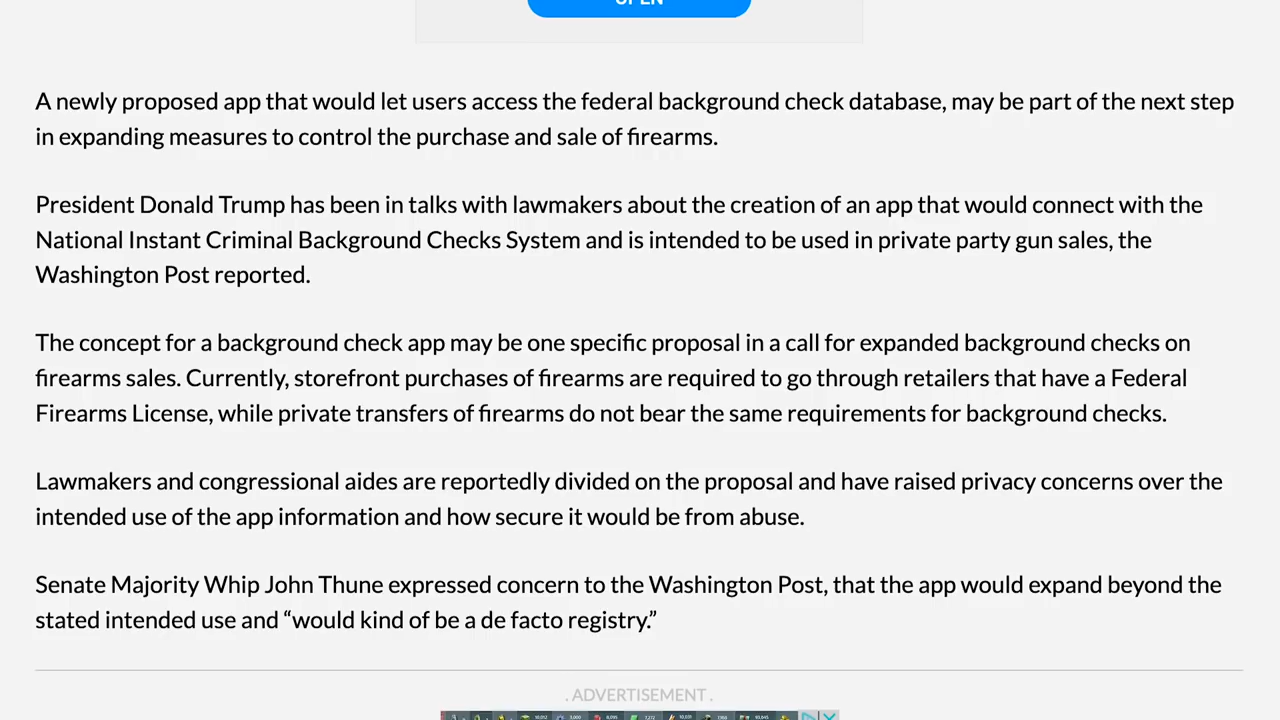 OPEN
A newly proposed app that would let users access the federal background check database, may be part of the next step
in expanding measures to control the purchase and sale of firearms.
President Donald Trump has been in talks with lawmakers about the creation of an app that would connect with the
National Instant Criminal Background Checks System and is intended to be used in private party gun sales, the
Washington Post reported.
The concept for a background check app may be one specific proposal in a call for expanded background checks on
firearms sales. Currently, storefront purchases of firearms are required to go through retailers that have a Federal
Firearms License, while private transfers of firearms do not bear the same requirements for background checks.
Lawmakers and congressional aides are reportedly divided on the proposal and have raised privacy concerns over the
intended use of the app information and how secure it would be from abuse.
Senate Majority Whip John Thune expressed concern to the Washington Post, that the app would expand beyond the
stated intended use and “would kind of be a de facto registry.”
. ADVERTISEMENT .